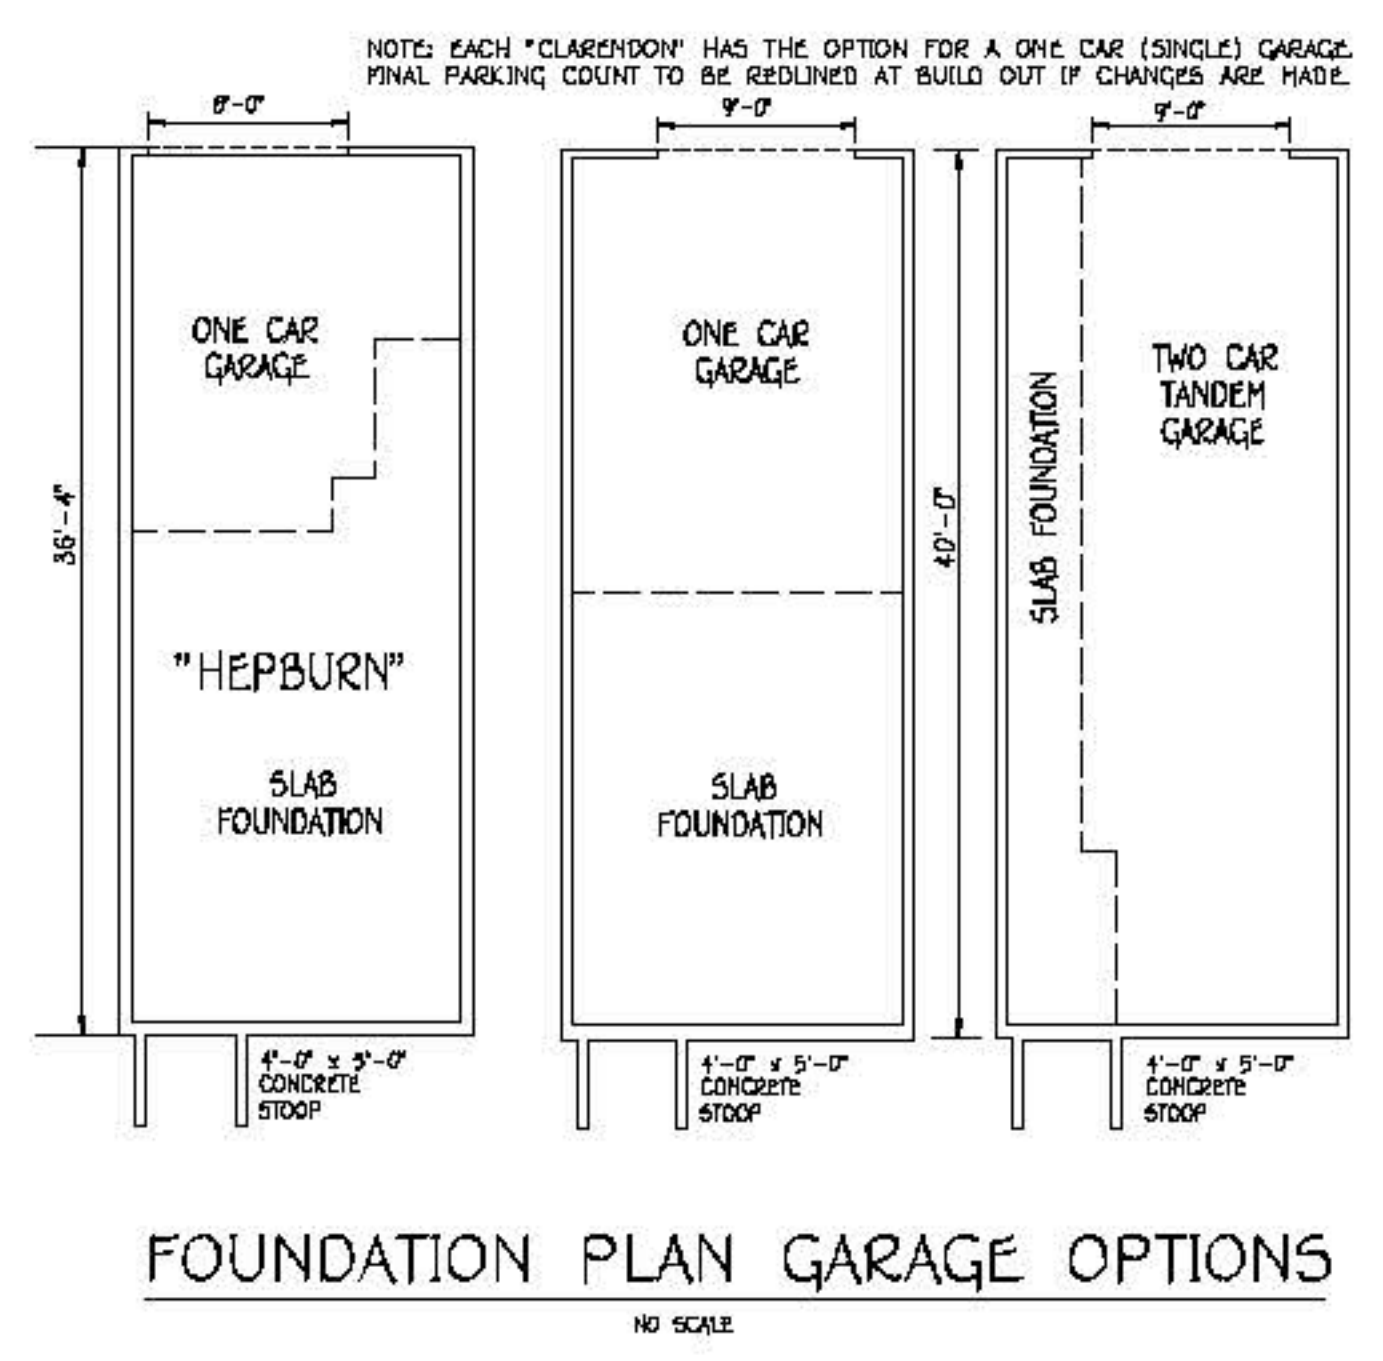 NOTE: EACH "CLARENDON" HAS THE OPTION FOR A ONE CAR (SINGLE) GARAGE.
FINAL PARKING COUNT TO BE REDLINED AT BUILD OUT IF CHANGES ARE MADE.
9'-0"
9'-0"
ONE CAR
GARAGE
36'-4"
"HEPBURN"
SLAB
FOUNDATION
4'-0" x 5'-0"
CONCRETE
STOOP
ONE CAR
GARAGE
SLAB
FOUNDATION
4'-0" x 5'-0"
CONCRETE
STOOP
40'-0"
SLAB FOUNDATION
TWO CAR
TANDEM
GARAGE
4'-0" x 5'-0"
CONCRETE
STOOP
FOUNDATION PLAN GARAGE OPTIONS
NO SCALE